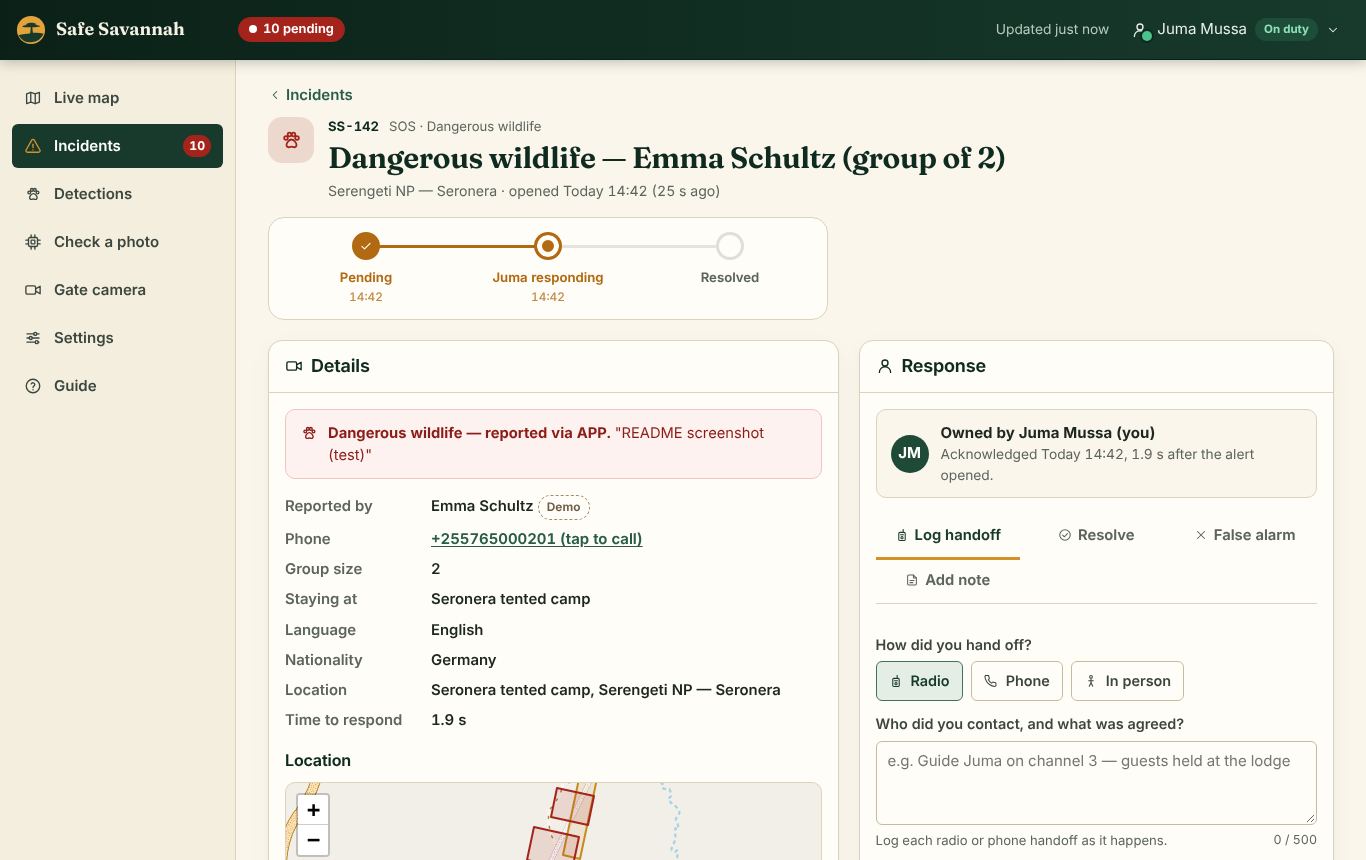 Safe Savannah
10 pending
Updated just now
Juma Mussa
On duty
Live map
Incidents
10
Detections
Check a photo
Gate camera
Settings
Guide
Incidents
SS-142 SOS · Dangerous wildlife
Dangerous wildlife — Emma Schultz (group of 2)
Serengeti NP — Seronera · opened Today 14:42 (25 s ago)
Pending
14:42
Juma responding
14:42
Resolved
Details
Dangerous wildlife — reported via APP. "README screenshot
(test)"
Reported by Emma Schultz Demo
Phone +255765000201 (tap to call)
Group size 2
Staying at Seronera tented camp
Language English
Nationality Germany
Location Seronera tented camp, Serengeti NP — Seronera
Time to respond 1.9 s
Location
+
−
Response
JM
Owned by Juma Mussa (you)
Acknowledged Today 14:42, 1.9 s after the alert
opened.
Log handoff
Resolve
False alarm
Add note
How did you hand off?
Radio
Phone
In person
Who did you contact, and what was agreed?
e.g. Guide Juma on channel 3 — guests held at the lodge
Log each radio or phone handoff as it happens.
0 / 500